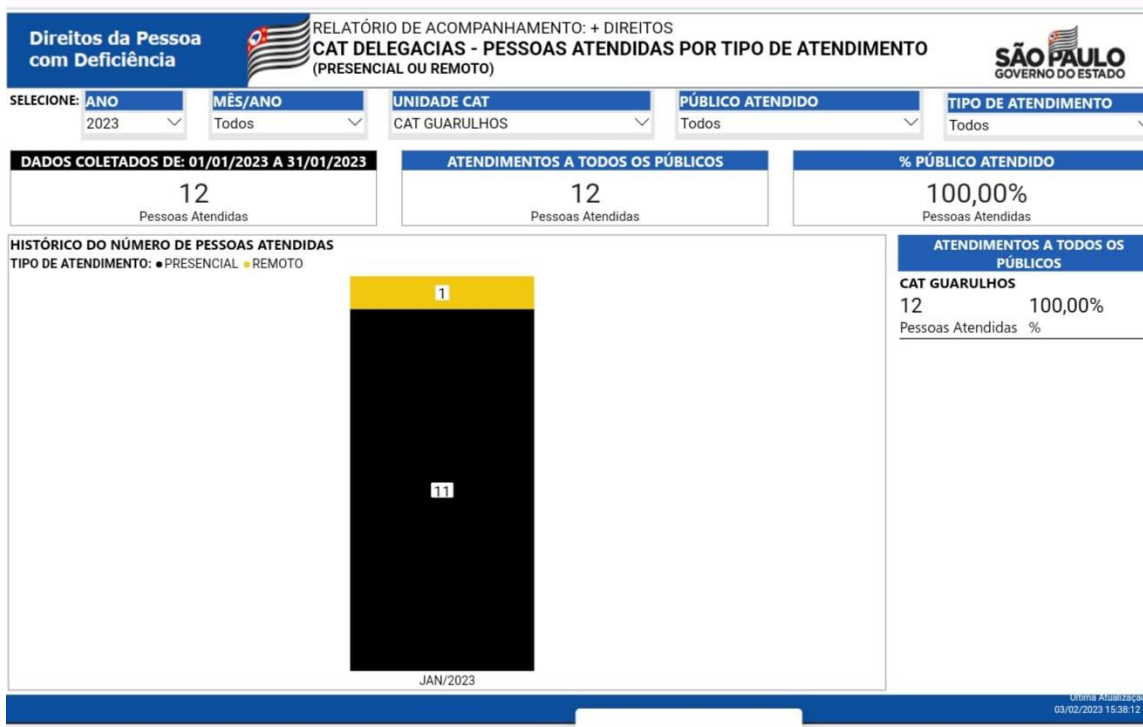 Direitos da Pessoa
com Deficiência
RELATÓRIO DE ACOMPANHAMENTO: + DIREITOS
CAT DELEGACIAS - PESSOAS ATENDIDAS POR TIPO DE ATENDIMENTO
(PRESENCIAL OU REMOTO)
SÃO PAULO
GOVERNO DO ESTADO
SELECIONE: ANO MÊS/ANO UNIDADE CAT PÚBLICO ATENDIDO TIPO DE ATENDIMENTO
2023 Todos CAT GUARULHOS Todos Todos
DADOS COLETADOS DE: 01/01/2023 A 31/01/2023
12
Pessoas Atendidas
ATENDIMENTOS A TODOS OS PÚBLICOS
12
Pessoas Atendidas
% PÚBLICO ATENDIDO
100,00%
Pessoas Atendidas
HISTÓRICO DO NÚMERO DE PESSOAS ATENDIDAS
TIPO DE ATENDIMENTO: PRESENCIAL REMOTO
1
11
JAN/2023
ATENDIMENTOS A TODOS OS
PÚBLICOS
CAT GUARULHOS
12 100,00%
Pessoas Atendidas %
Última Atualização
03/02/2023 15:38:12